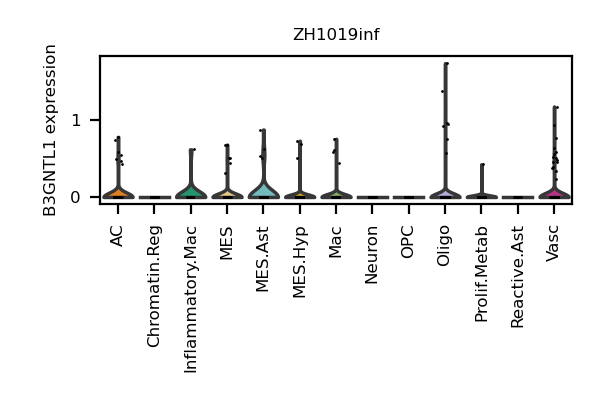 ZH1019inf
B3GNTL1 expression
1
0
AC
Chromatin.Reg
Inflammatory.Mac
MES
MES.Ast
MES.Hyp
Mac
Neuron
OPC
Oligo
Prolif.Metab
Reactive.Ast
Vasc